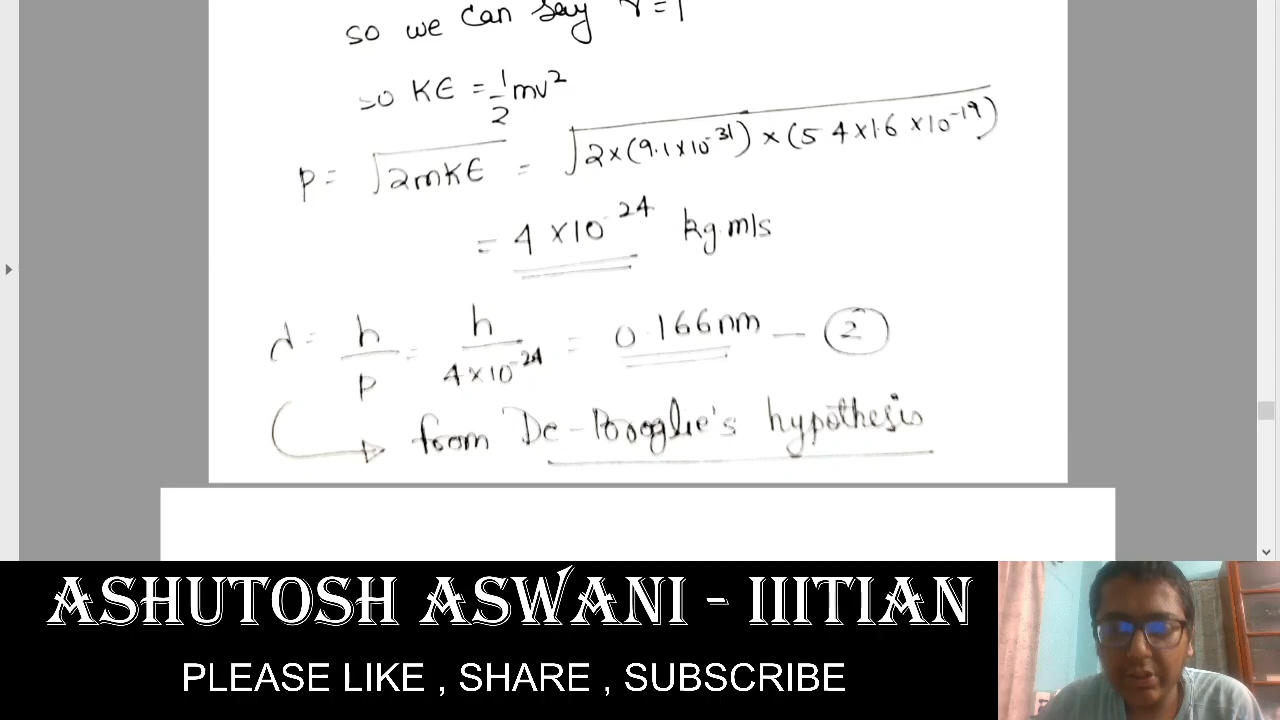 so we can say γ = 1
so KE = 1/2 mv²
p = √(2mKE) = √(2×(9.1×10⁻³¹) × (54×1.6×10⁻¹⁹))
= 4 ×10⁻²⁴ kg m/s
λ = h/p = h/(4×10⁻²⁴) = 0.166nm — ②
from De-Broglie's hypothesis
ASHUTOSH ASWANI - IIITIAN
PLEASE LIKE , SHARE , SUBSCRIBE